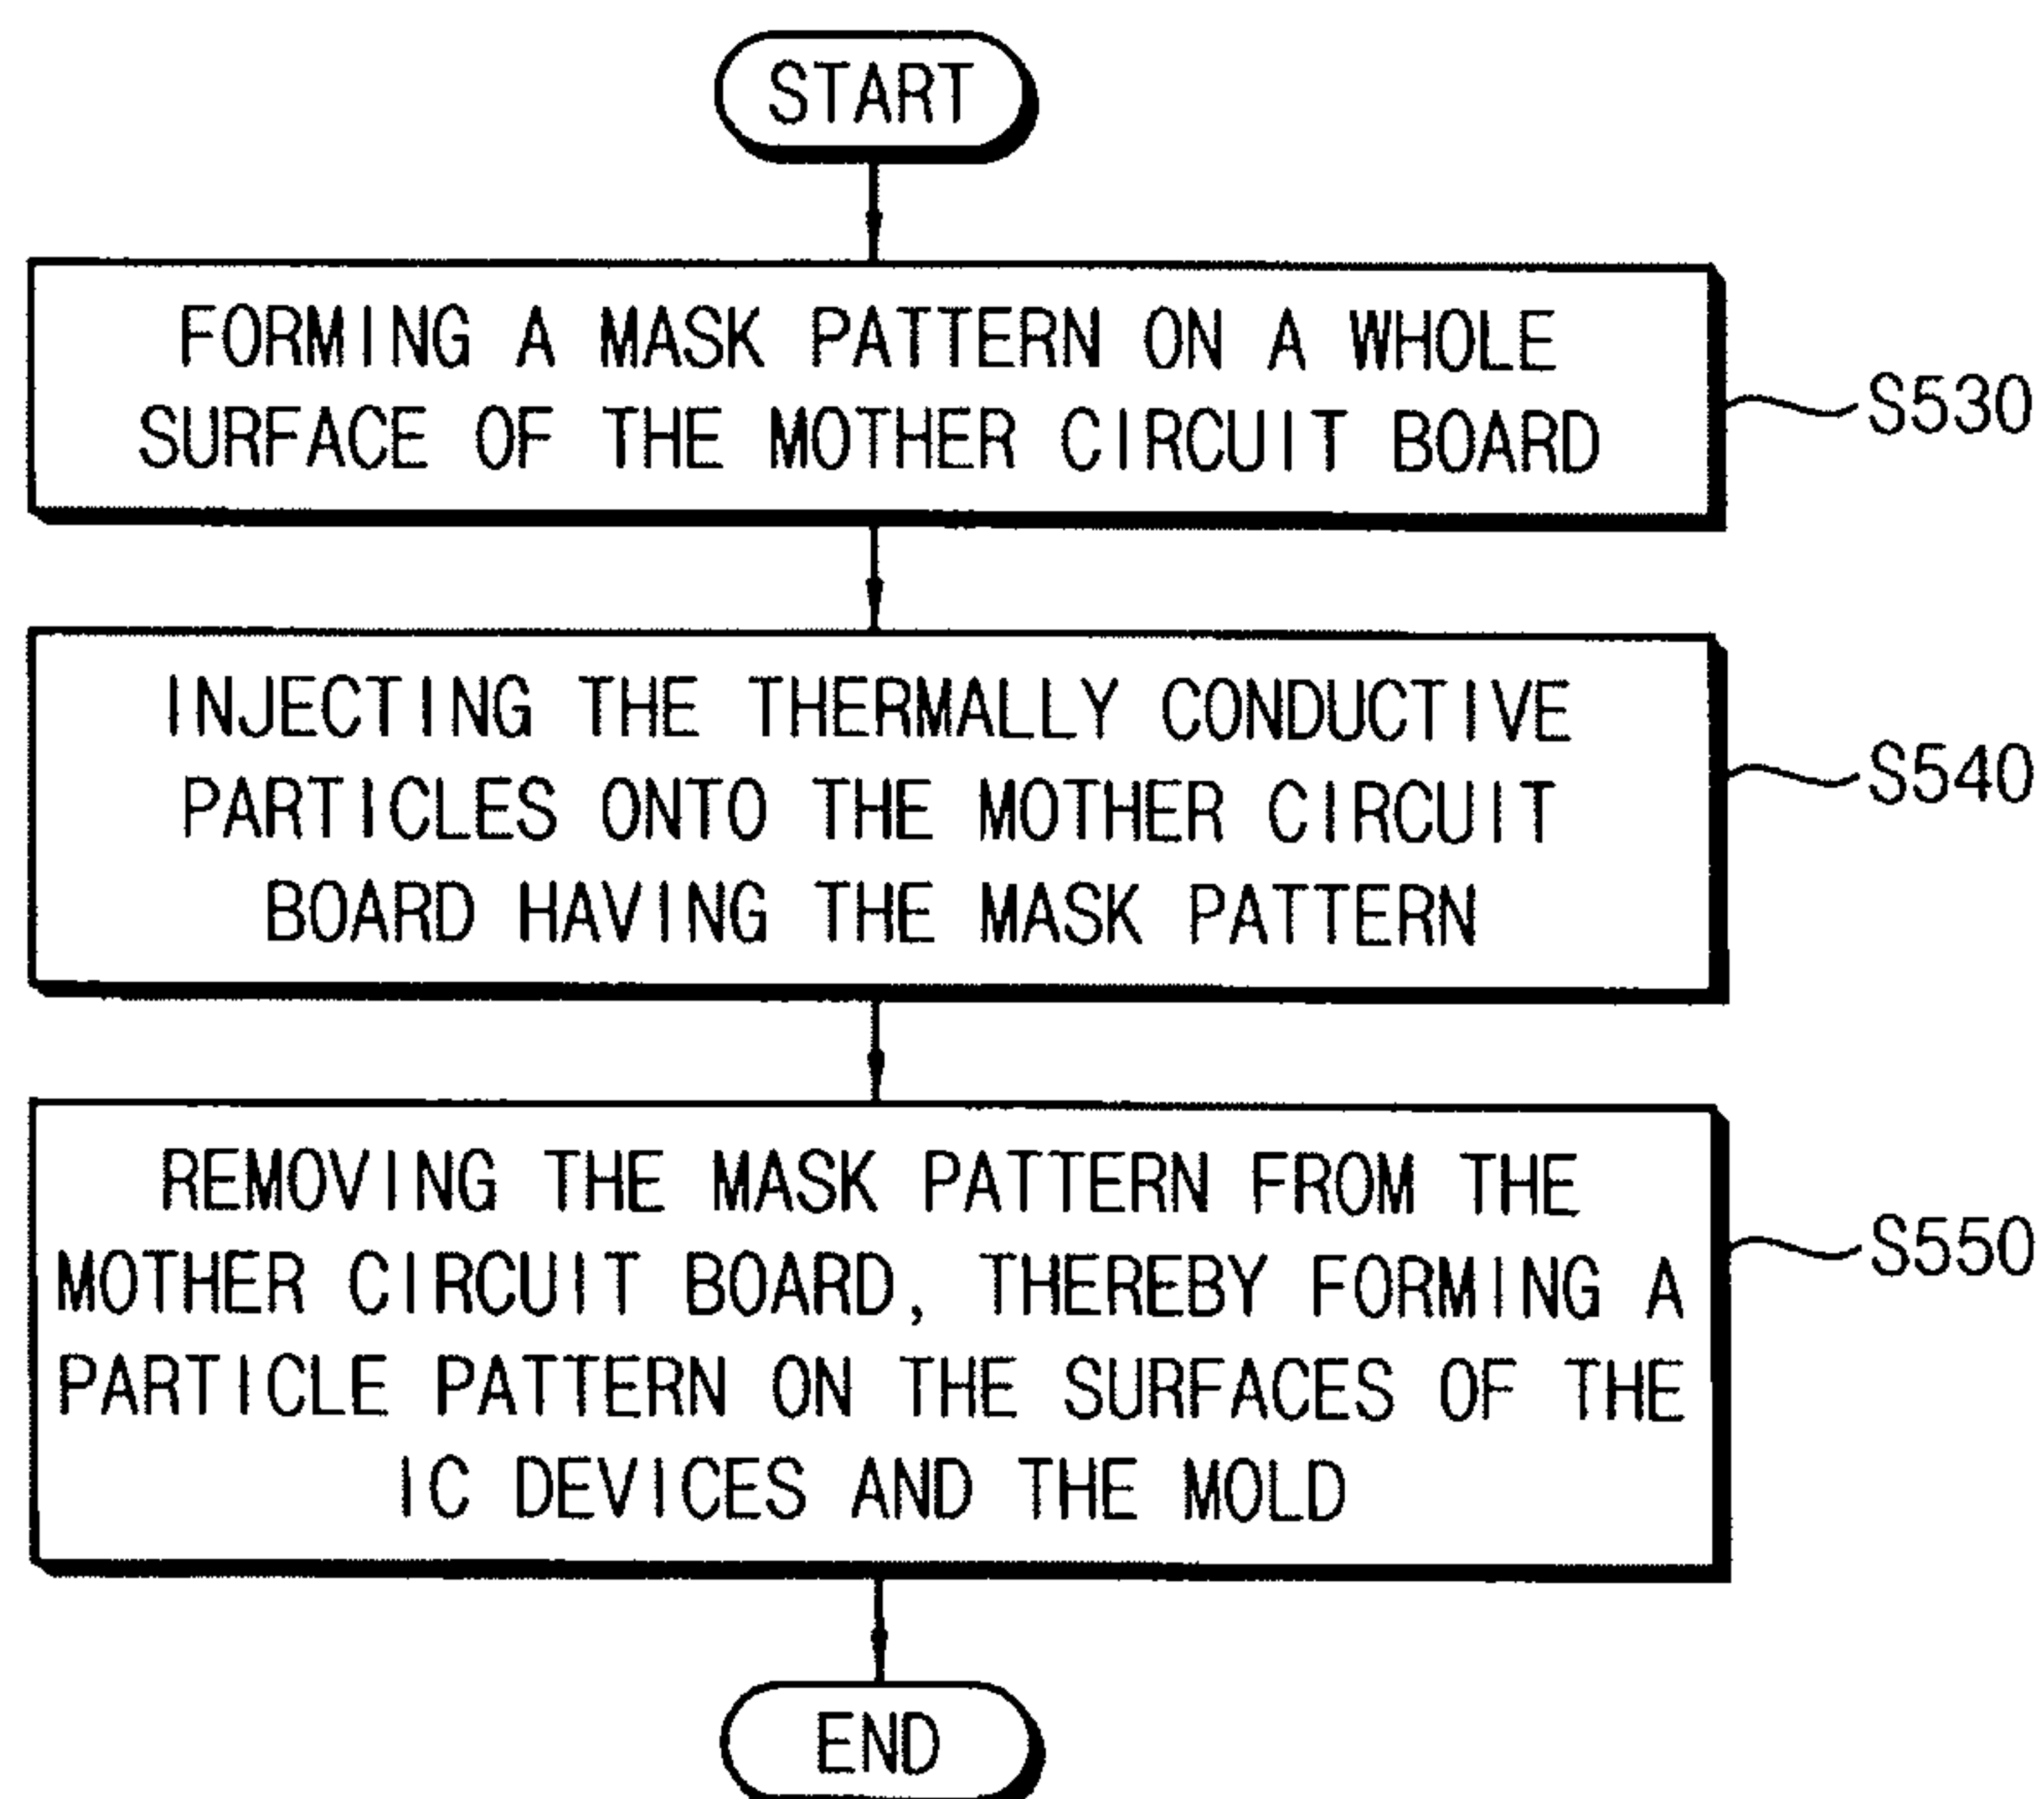 START
FORMING A MASK PATTERN ON A WHOLE
SURFACE OF THE MOTHER CIRCUIT BOARD
S530
INJECTING THE THERMALLY CONDUCTIVE
PARTICLES ONTO THE MOTHER CIRCUIT
BOARD HAVING THE MASK PATTERN
S540
REMOVING THE MASK PATTERN FROM THE
MOTHER CIRCUIT BOARD, THEREBY FORMING A
PARTICLE PATTERN ON THE SURFACES OF THE
IC DEVICES AND THE MOLD
S550
END